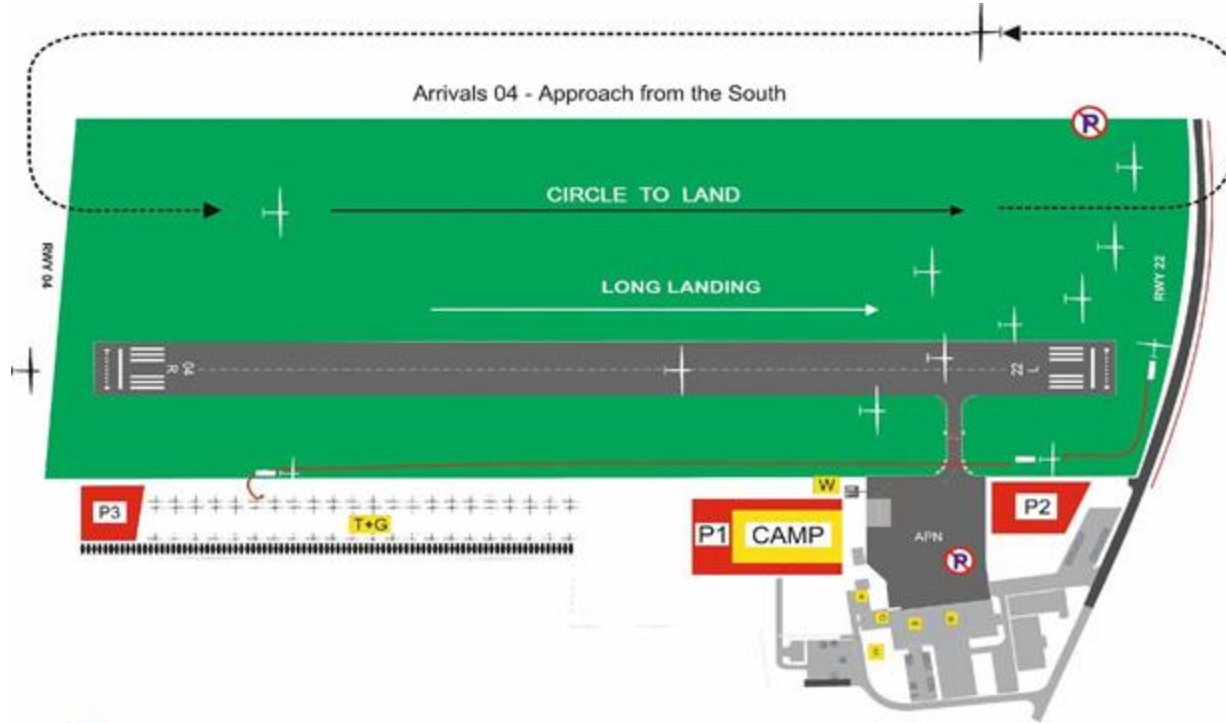 Arrivals 04 - Approach from the South
P
CIRCLE TO LAND
RWY 04
RWY 22
LONG LANDING
04
R
22
L
W
P3
T+G
P1
CAMP
P2
APN
P